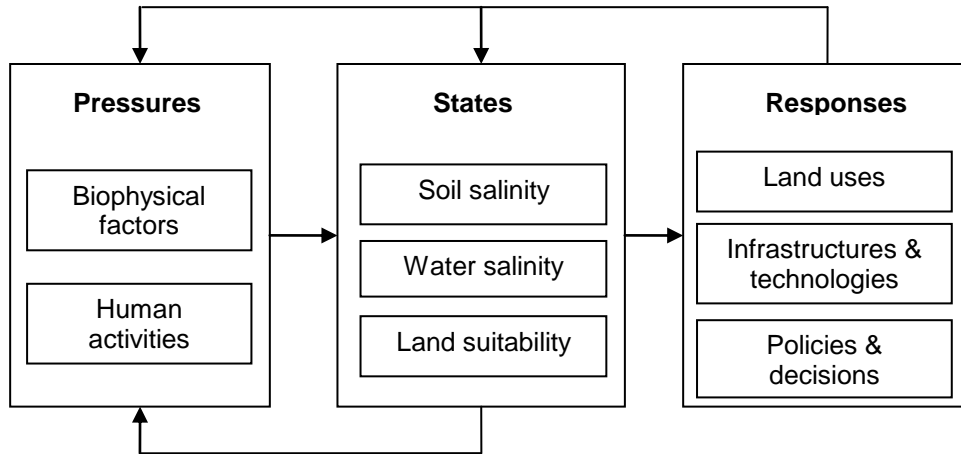 Pressures
Biophysical
factors
Human
activities
States
Soil salinity
Water salinity
Land suitability
Responses
Land uses
Infrastructures &
technologies
Policies &
decisions